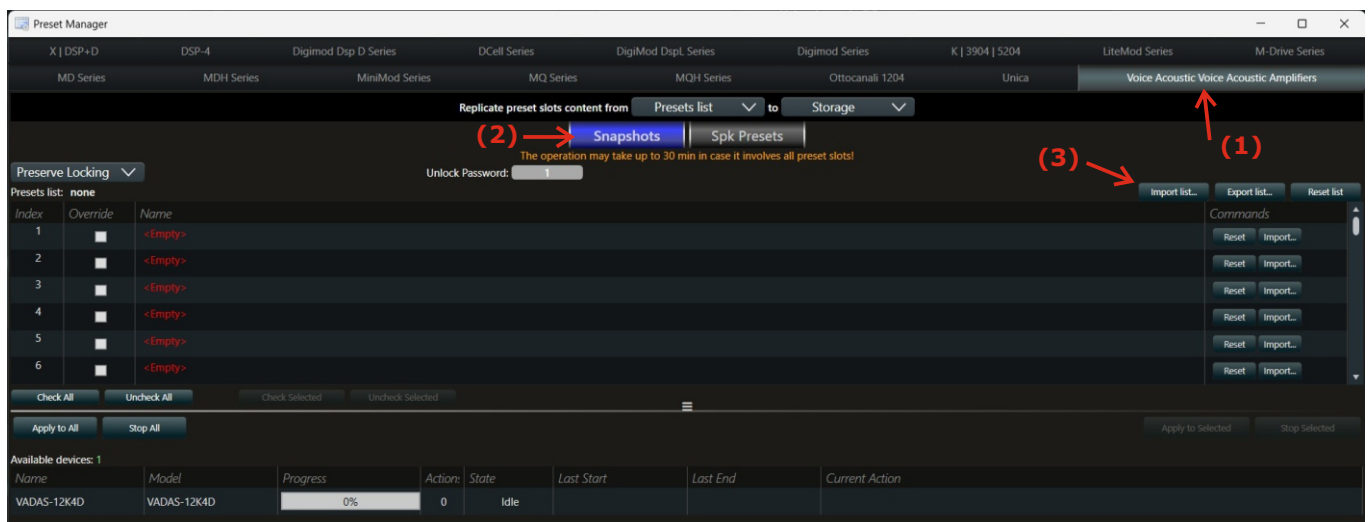 Preset Manager
X | DSP+D DSP-4 Digimod Dsp D Series DCell Series DigiMod DspL Series Digimod Series K | 3904 | 5204 LiteMod Series M-Drive Series
MD Series MDH Series MiniMod Series MQ Series MQH Series Ottocanali 1204 Unica Voice Acoustic Voice Acoustic Amplifiers
Replicate preset slots content from Presets list to Storage
(1)
(2) Snapshots Spk Presets
The operation may take up to 30 min in case it involves all preset slots!
(3)
Preserve Locking Unlock Password: 1
Presets list: none Import list... Export list... Reset list
Index Override Name Commands
1 <Empty> Reset Import...
2 <Empty> Reset Import...
3 <Empty> Reset Import...
4 <Empty> Reset Import...
5 <Empty> Reset Import...
6 <Empty> Reset Import...
Check All Uncheck All Check Selected Uncheck Selected
Apply to All Stop All Apply to Selected Stop Selected
Available devices: 1
Name Model Progress Action: State Last Start Last End Current Action
VADAS-12K4D VADAS-12K4D 0% 0 Idle